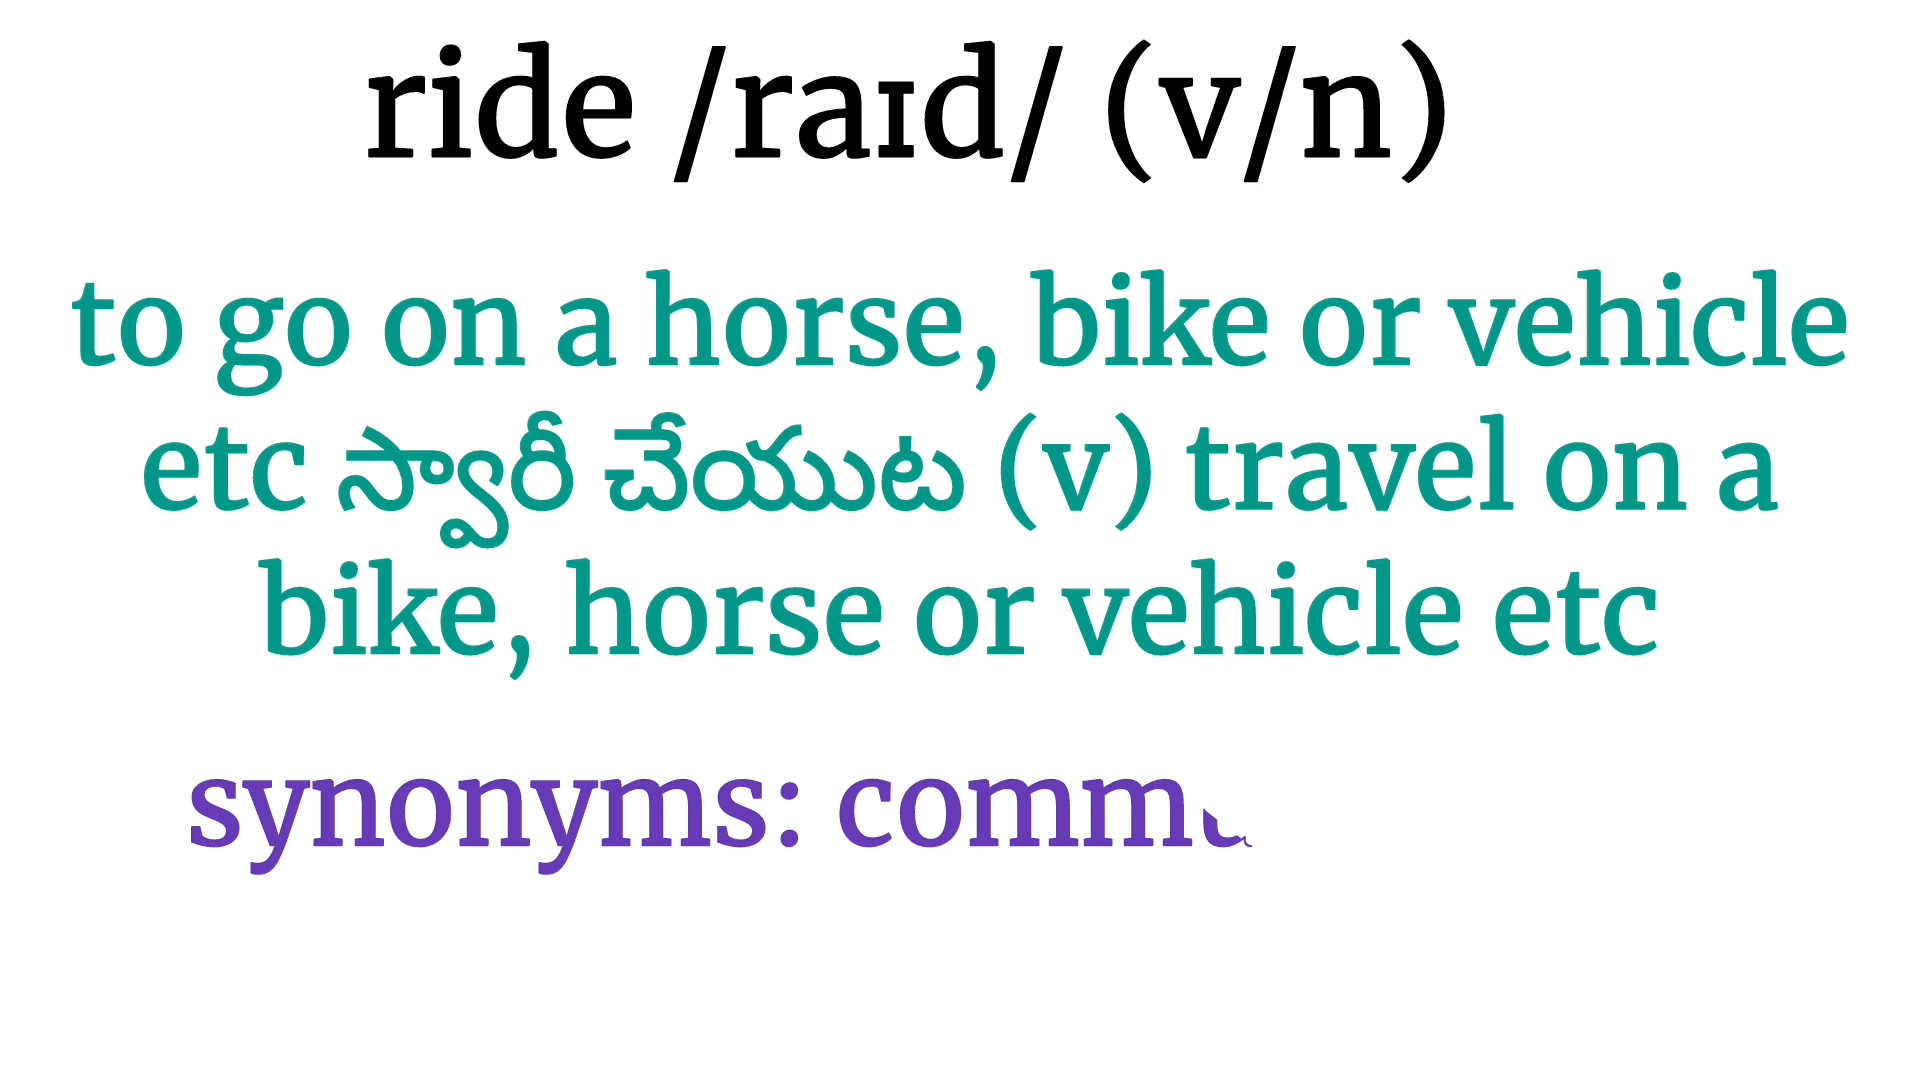 ride /raɪd/ (v/n)
to go on a horse, bike or vehicle
etc స్వారీ చేయుట (v) travel on a
bike, horse or vehicle etc
synonyms: